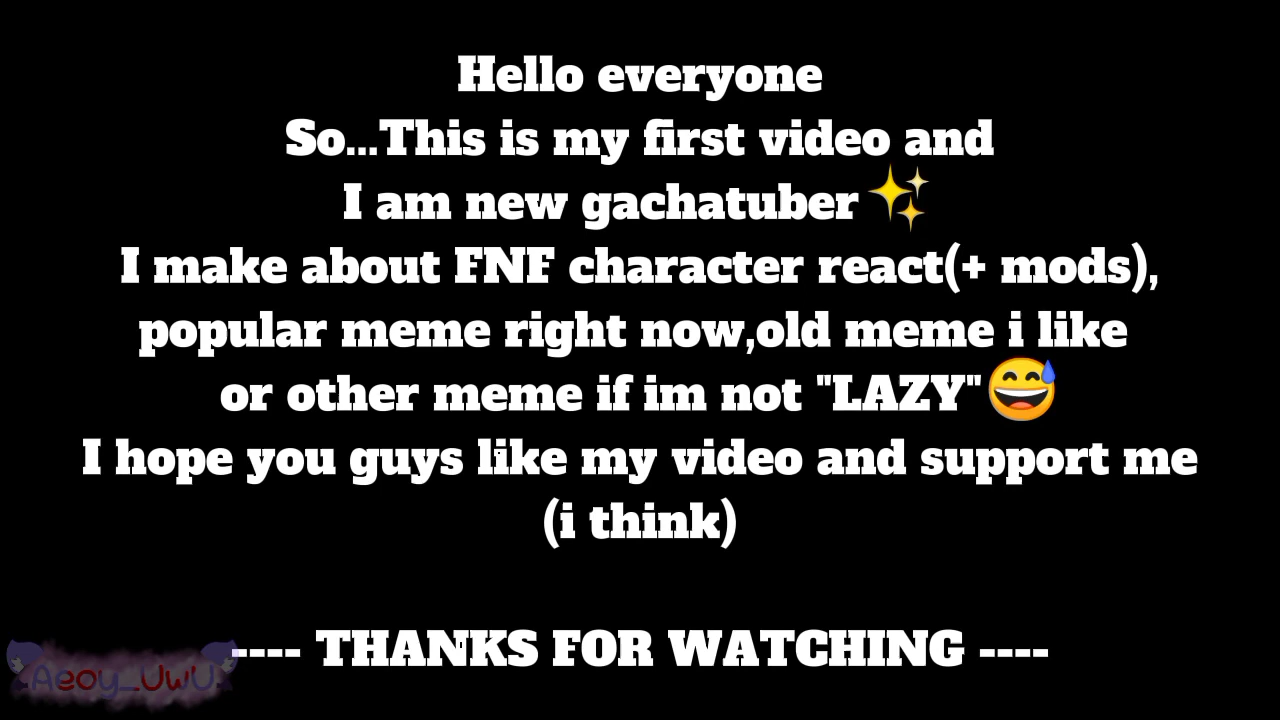 Hello everyone
So...This is my first video and
I am new gachatuber✨
I make about FNF character react(+ mods),
popular meme right now,old meme i like
or other meme if im not "LAZY"😅
I hope you guys like my video and support me
(i think)
---- THANKS FOR WATCHING ----
Aeoy_UwU